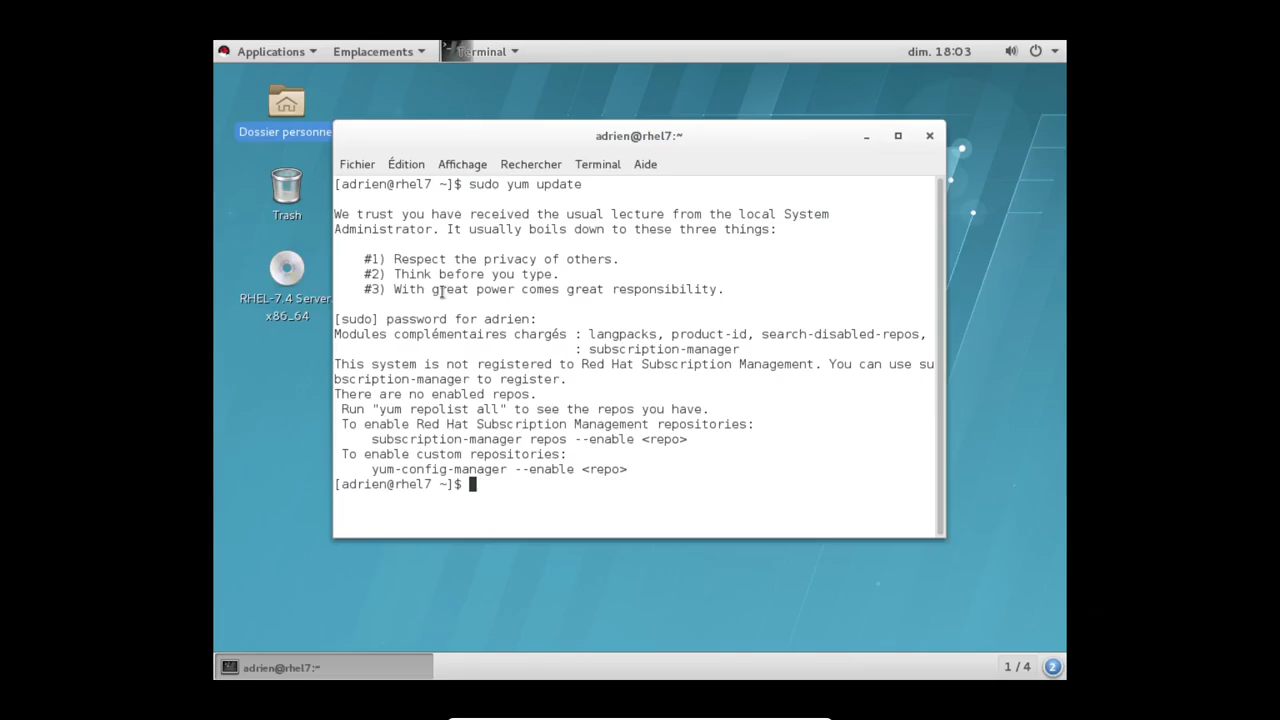 Applications
Emplacements
Terminal
dim. 18:03
Dossier personne
Trash
RHEL-7.4 Server
x86_64
adrien@rhel7:~
Fichier Édition Affichage Rechercher Terminal Aide
[adrien@rhel7 ~]$ sudo yum update
We trust you have received the usual lecture from the local System
Administrator. It usually boils down to these three things:
#1) Respect the privacy of others.
#2) Think before you type.
#3) With great power comes great responsibility.
[sudo] password for adrien:
Modules complémentaires chargés : langpacks, product-id, search-disabled-repos,
: subscription-manager
This system is not registered to Red Hat Subscription Management. You can use su
bscription-manager to register.
There are no enabled repos.
Run "yum repolist all" to see the repos you have.
To enable Red Hat Subscription Management repositories:
subscription-manager repos --enable <repo>
To enable custom repositories:
yum-config-manager --enable <repo>
[adrien@rhel7 ~]$
adrien@rhel7:~
1 / 4
2